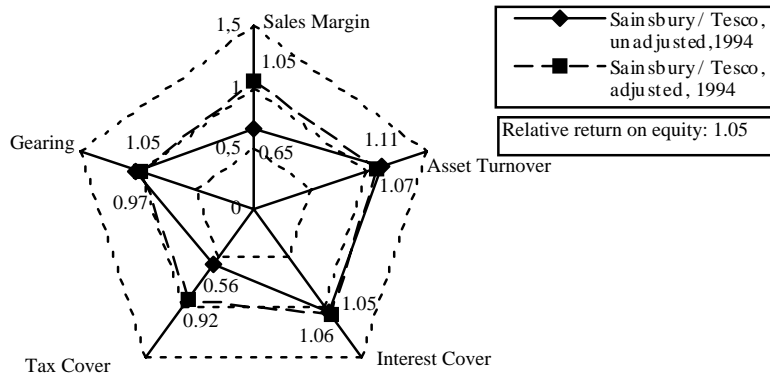 1,5
Sales Margin
1.05
1
Gearing
1.05
0,5
0.65
1.11
Asset Turnover
1.07
0.97
0
0.56
0.92
1.05
1.06
Tax Cover
Interest Cover
Sainsbury / Tesco,
unadjusted,1994
Sainsbury / Tesco,
adjusted, 1994
Relative return on equity: 1.05